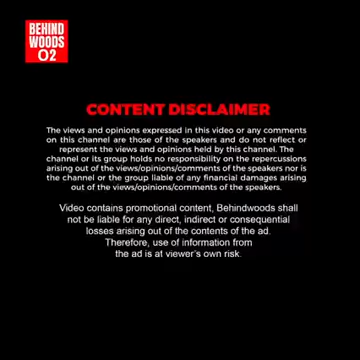 BEHIND
WOODS
O2
CONTENT DISCLAIMER
The views and opinions expressed in this video or any comments
on this channel are those of the speakers and do not reflect or
represent the views and opinions held by this channel. The
channel or its group holds no responsibility on the repercussions
arising out of the views/opinions/comments of the speakers nor is
the channel or the group liable of any financial damages arising
out of the views/opinions/comments of the speakers.
Video contains promotional content, Behindwoods shall
not be liable for any direct, indirect or consequential
losses arising out of the contents of the ad.
Therefore, use of information from
the ad is at viewer's own risk.